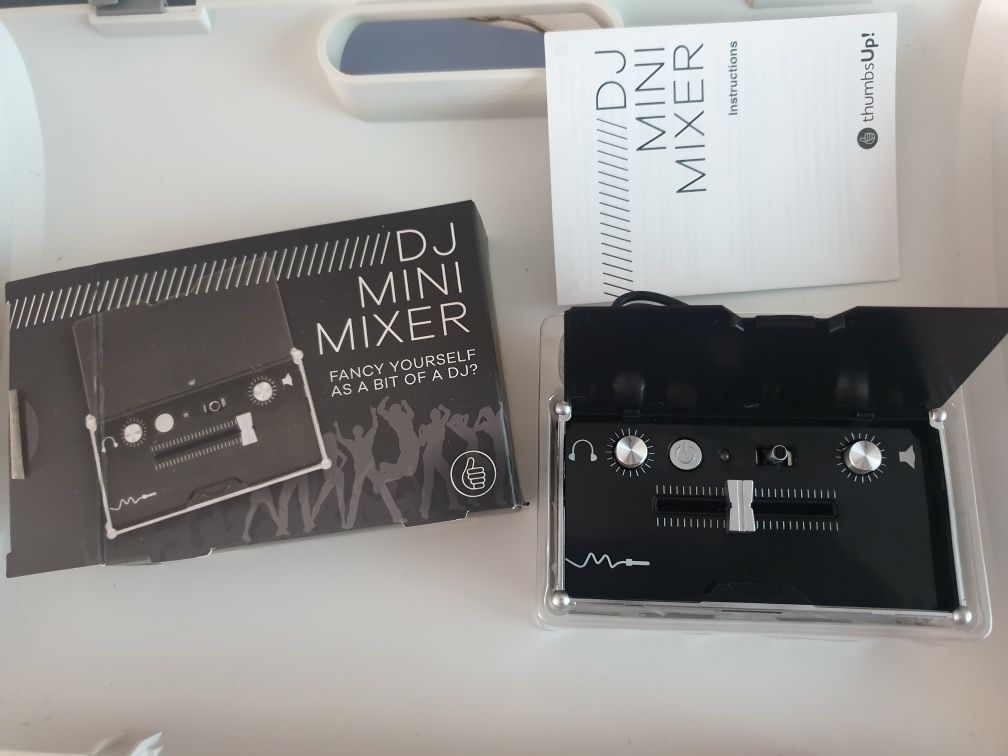 DJ
MINI
MIXER
FANCY YOURSELF
AS A BIT OF A DJ?
DJ
MINI
MIXER
Instructions
thumbsUp!